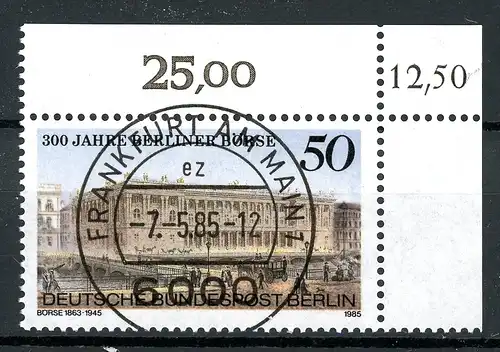 25,00
12,50
300 JAHRE BERLINER BÖRSE
50
FRANKFURT AM MAIN 7
ez
-7.-5.85-12
6000
DEUTSCHE BUNDESPOST BERLIN
BÖRSE 1863-1945
1985